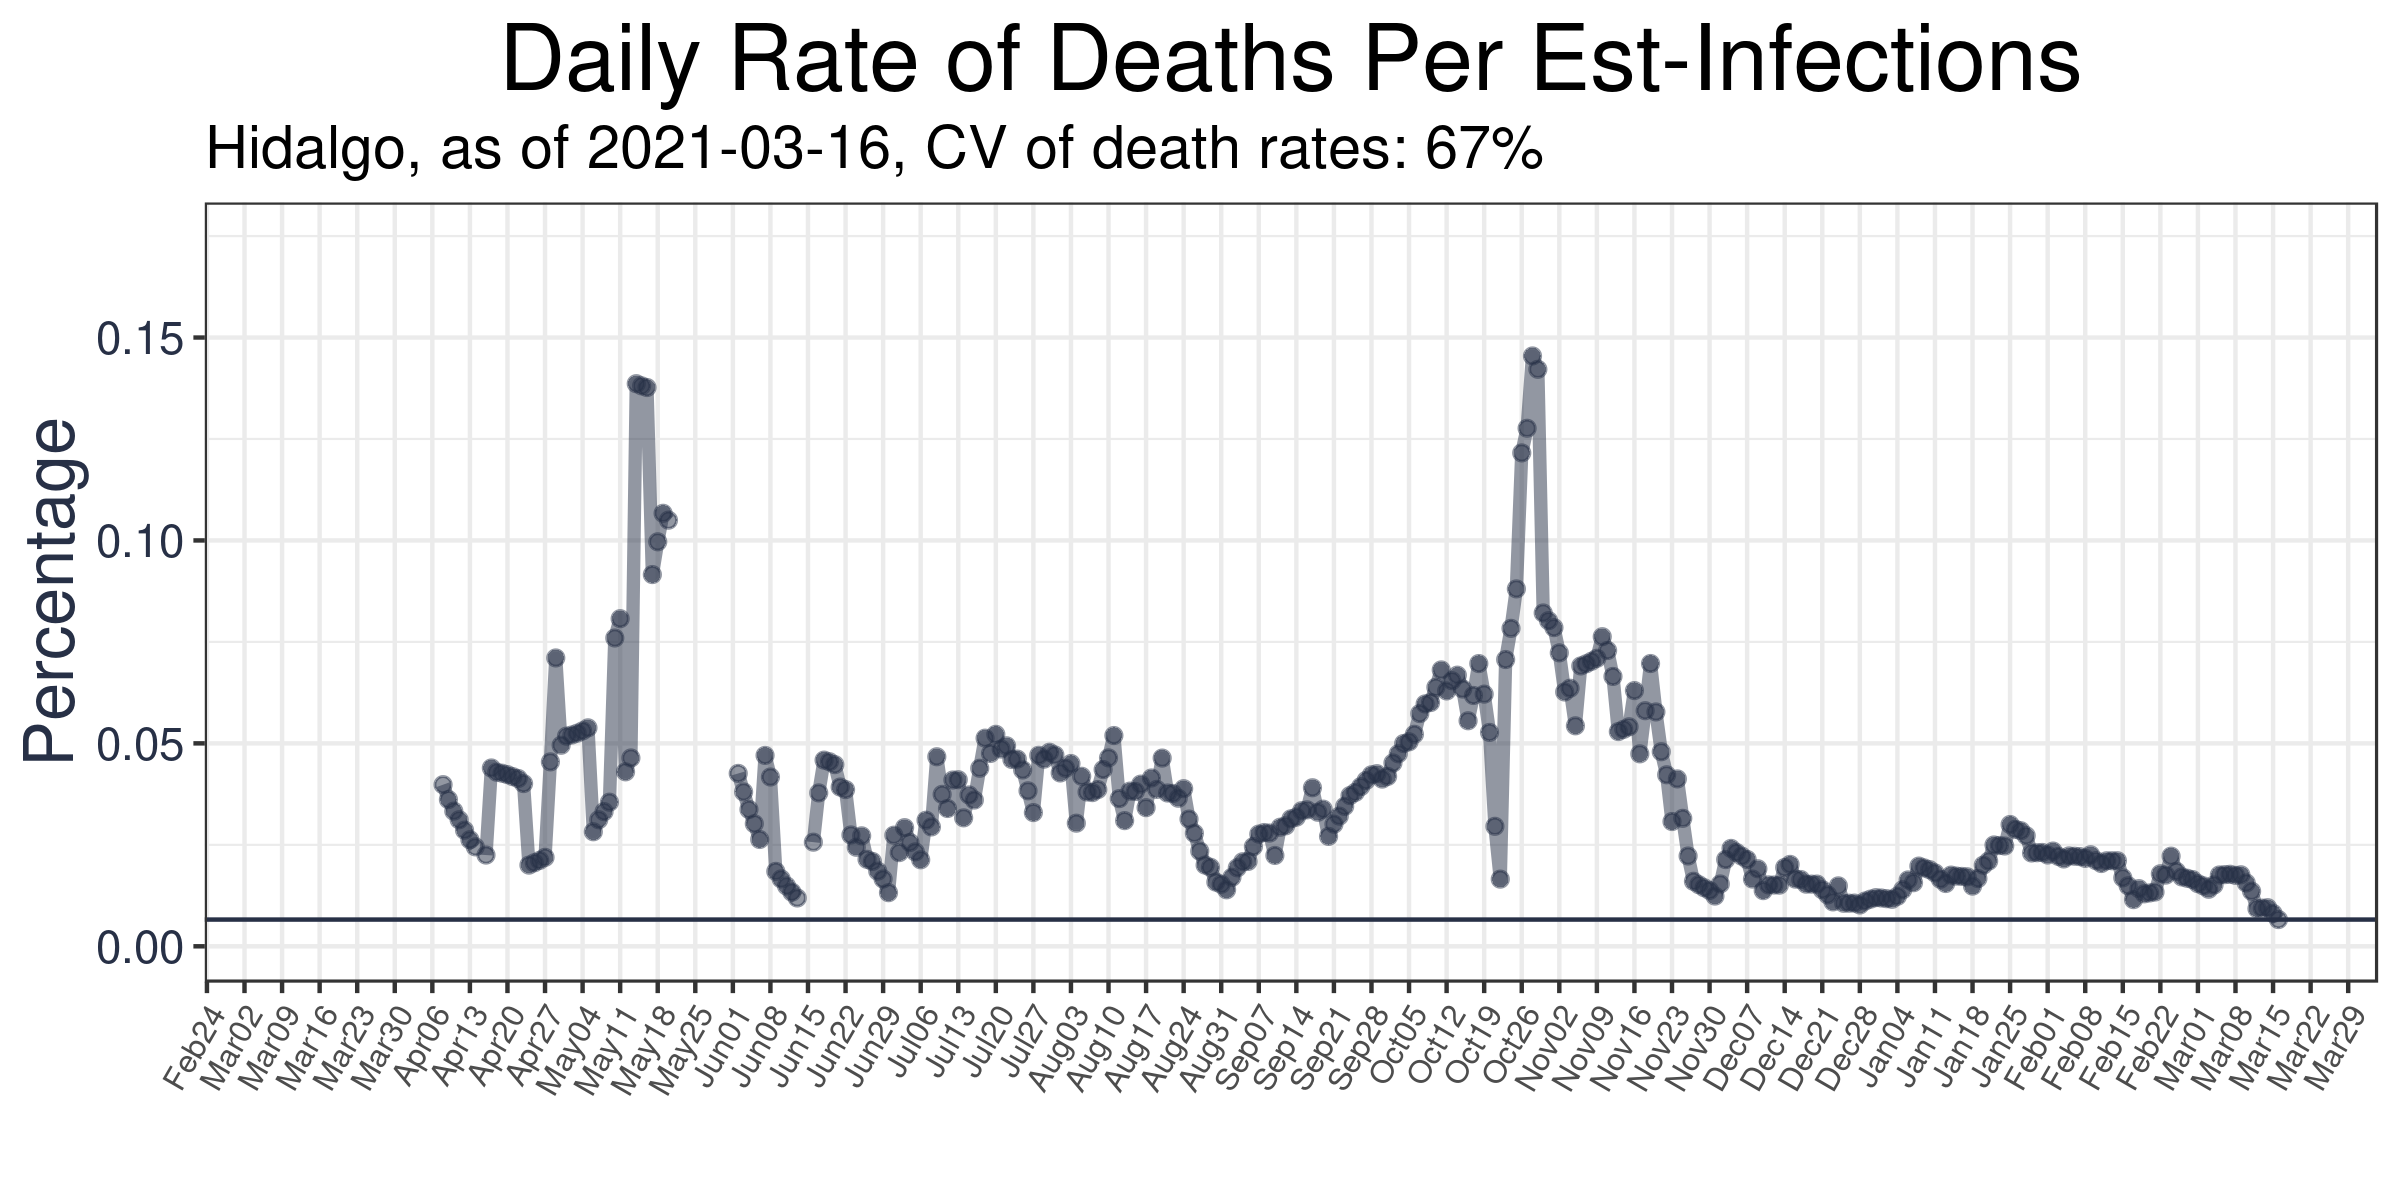 Daily Rate of Deaths Per Est-Infections
Hidalgo, as of 2021-03-16, CV of death rates: 67%
Percentage
0.15
0.10
0.05
0.00
Feb24
Mar02
Mar09
Mar16
Mar23
Mar30
Apr06
Apr13
Apr20
Apr27
May04
May11
May18
May25
Jun01
Jun08
Jun15
Jun22
Jun29
Jul06
Jul13
Jul20
Jul27
Aug03
Aug10
Aug17
Aug24
Aug31
Sep07
Sep14
Sep21
Sep28
Oct05
Oct12
Oct19
Oct26
Nov02
Nov09
Nov16
Nov23
Nov30
Dec07
Dec14
Dec21
Dec28
Jan04
Jan11
Jan18
Jan25
Feb01
Feb08
Feb15
Feb22
Mar01
Mar08
Mar15
Mar22
Mar29